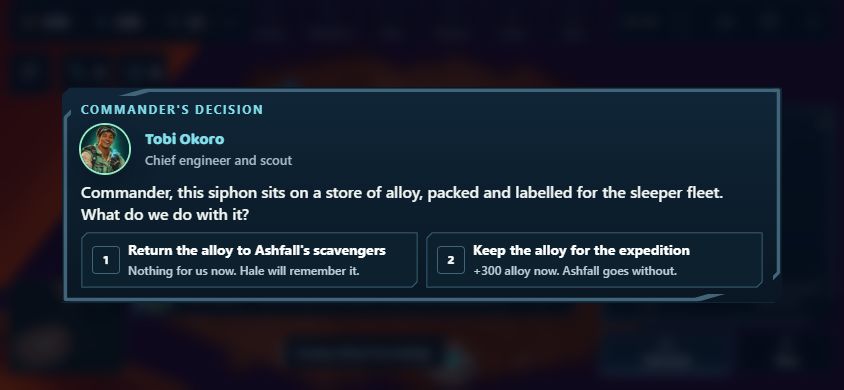 COMMANDER'S DECISION
Tobi Okoro
Chief engineer and scout
Commander, this siphon sits on a store of alloy, packed and labelled for the sleeper fleet.
What do we do with it?
1 Return the alloy to Ashfall's scavengers
Nothing for us now. Hale will remember it.
2 Keep the alloy for the expedition
+300 alloy now. Ashfall goes without.